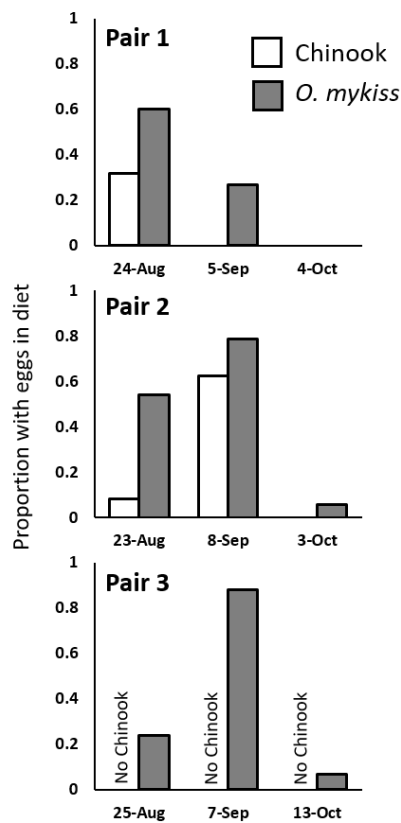 Proportion with eggs in diet
Pair 1
Chinook
O. mykiss
1
0.8
0.6
0.4
0.2
0
24-Aug 5-Sep 4-Oct
Pair 2
1
0.8
0.6
0.4
0.2
0
23-Aug 8-Sep 3-Oct
Pair 3
1
0.8
0.6
0.4
0.2
0
No Chinook
No Chinook
No Chinook
25-Aug 7-Sep 13-Oct